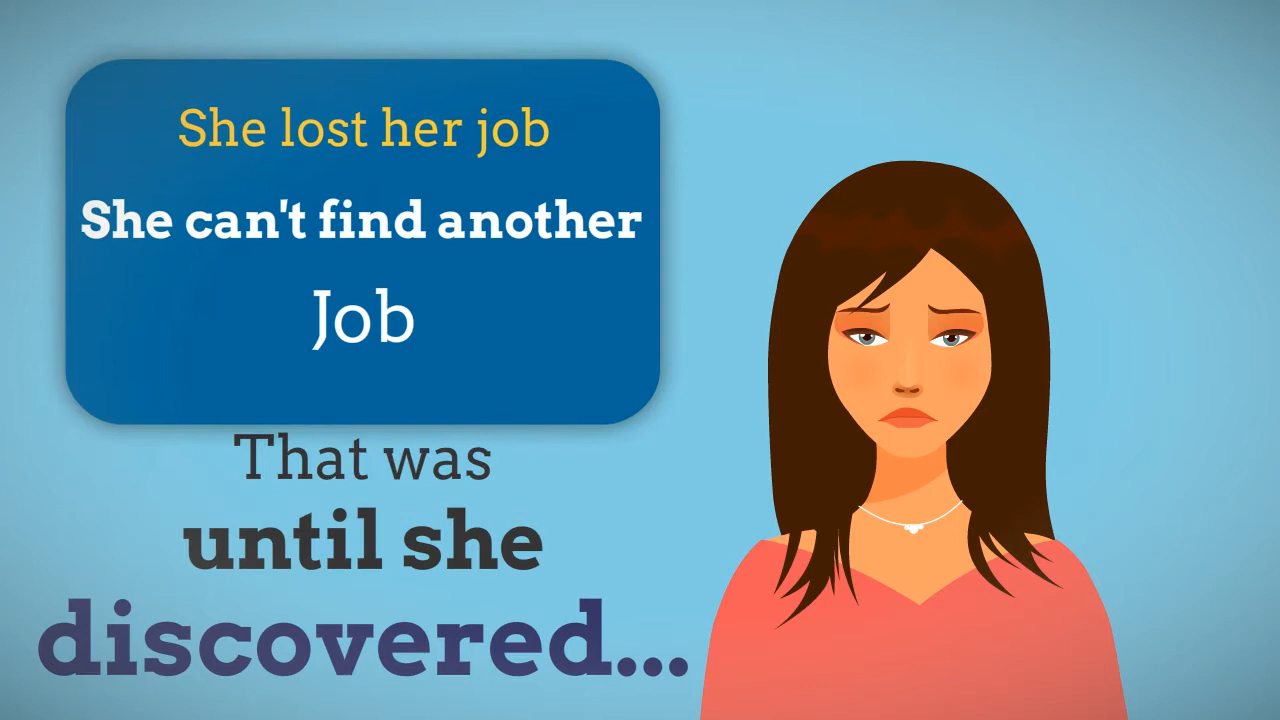 She lost her job
She can't find another
Job
That was
until she
discovered...